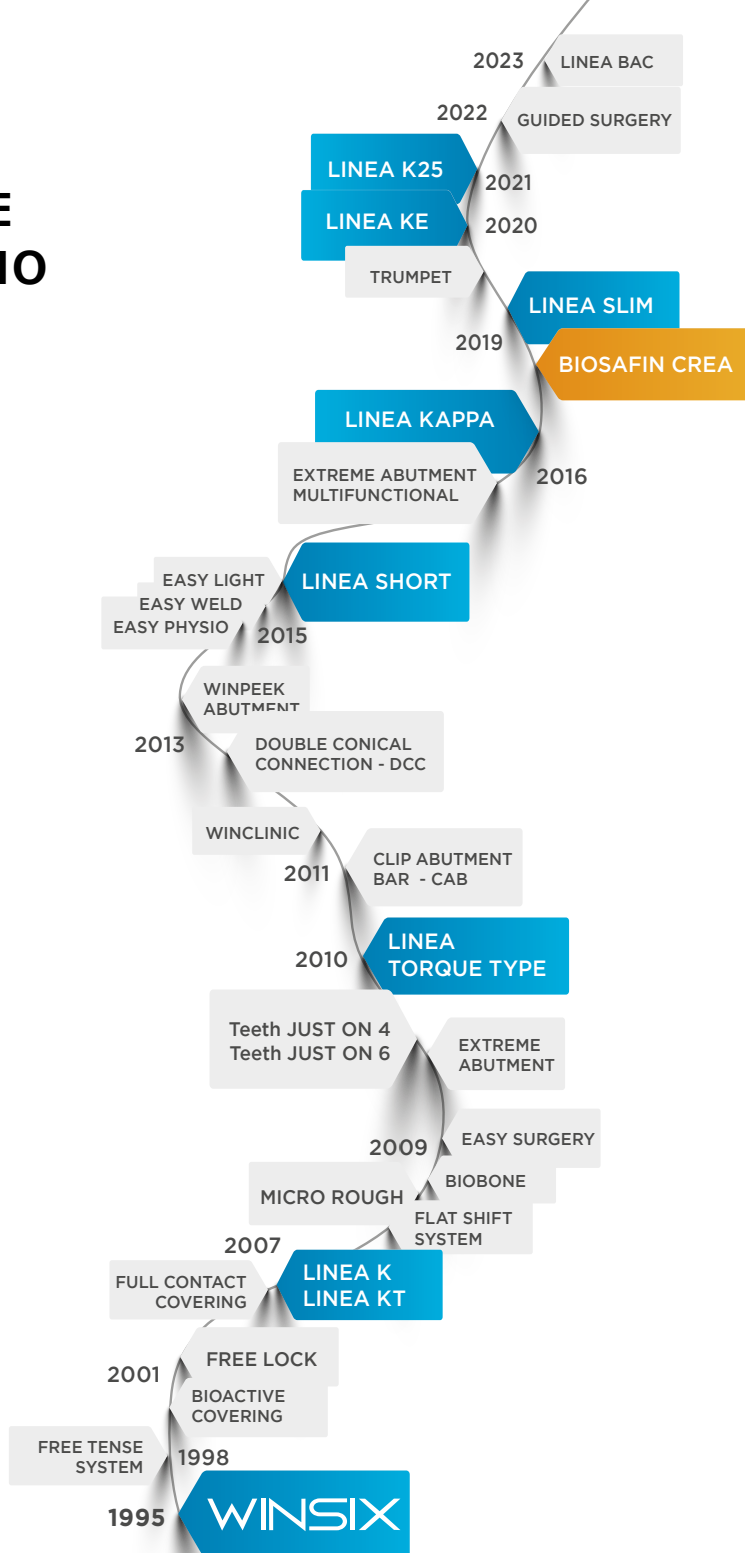 2023
LINEA BAC
2022
GUIDED SURGERY
LINEA K25
2021
LINEA KE
2020
TRUMPET
LINEA SLIM
2019
BIOSAFIN CREA
LINEA KAPPA
EXTREME ABUTMENT
MULTIFUNCTIONAL
2016
EASY LIGHT
LINEA SHORT
EASY WELD
EASY PHYSIO
2015
WINPEEK
ABUTMENT
2013
DOUBLE CONICAL
CONNECTION - DCC
WINCLINIC
2011
CLIP ABUTMENT
BAR - CAB
2010
LINEA
TORQUE TYPE
Teeth JUST ON 4
Teeth JUST ON 6
EXTREME
ABUTMENT
2009
EASY SURGERY
BIOBONE
MICRO ROUGH
FLAT SHIFT
SYSTEM
2007
LINEA K
LINEA KT
FULL CONTACT
COVERING
FREE LOCK
2001
BIOACTIVE
COVERING
FREE TENSE
SYSTEM
1998
1995
WINSIX